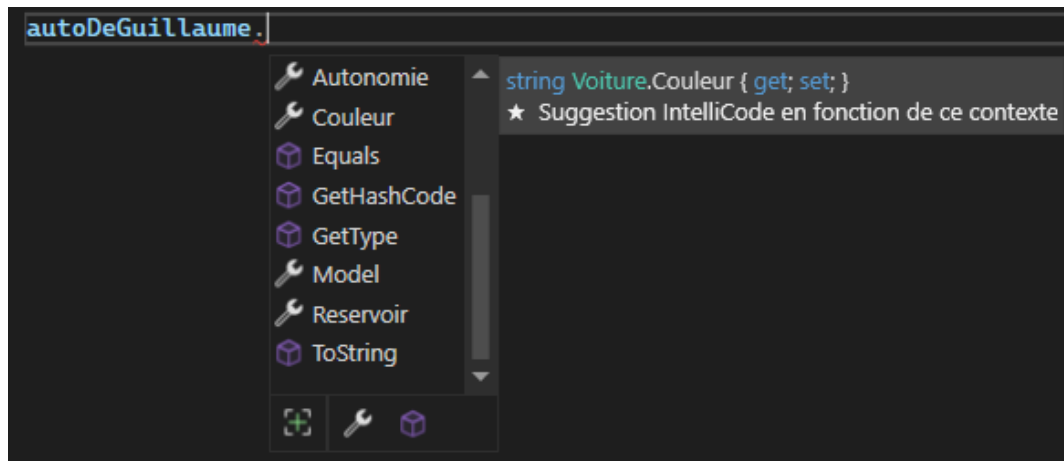 autoDeGuillaume.
Autonomie
Couleur
Equals
GetHashCode
GetType
Model
Reservoir
ToString
string Voiture.Couleur { get; set; }
★ Suggestion IntelliCode en fonction de ce contexte